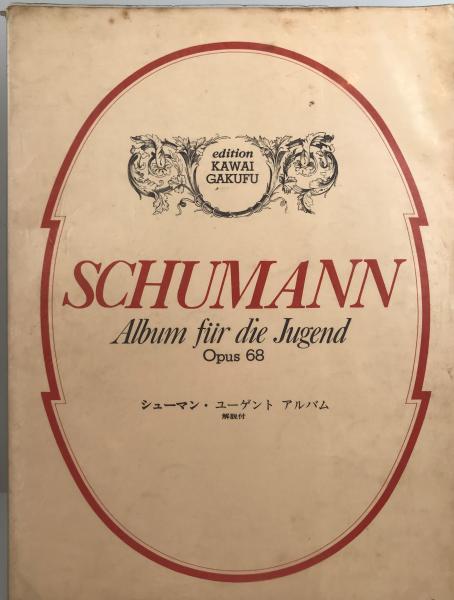 edition
KAWAI
GAKUFU
SCHUMANN
Album für die Jugend
Opus 68
シューマン・ユーゲント アルバム
解説付